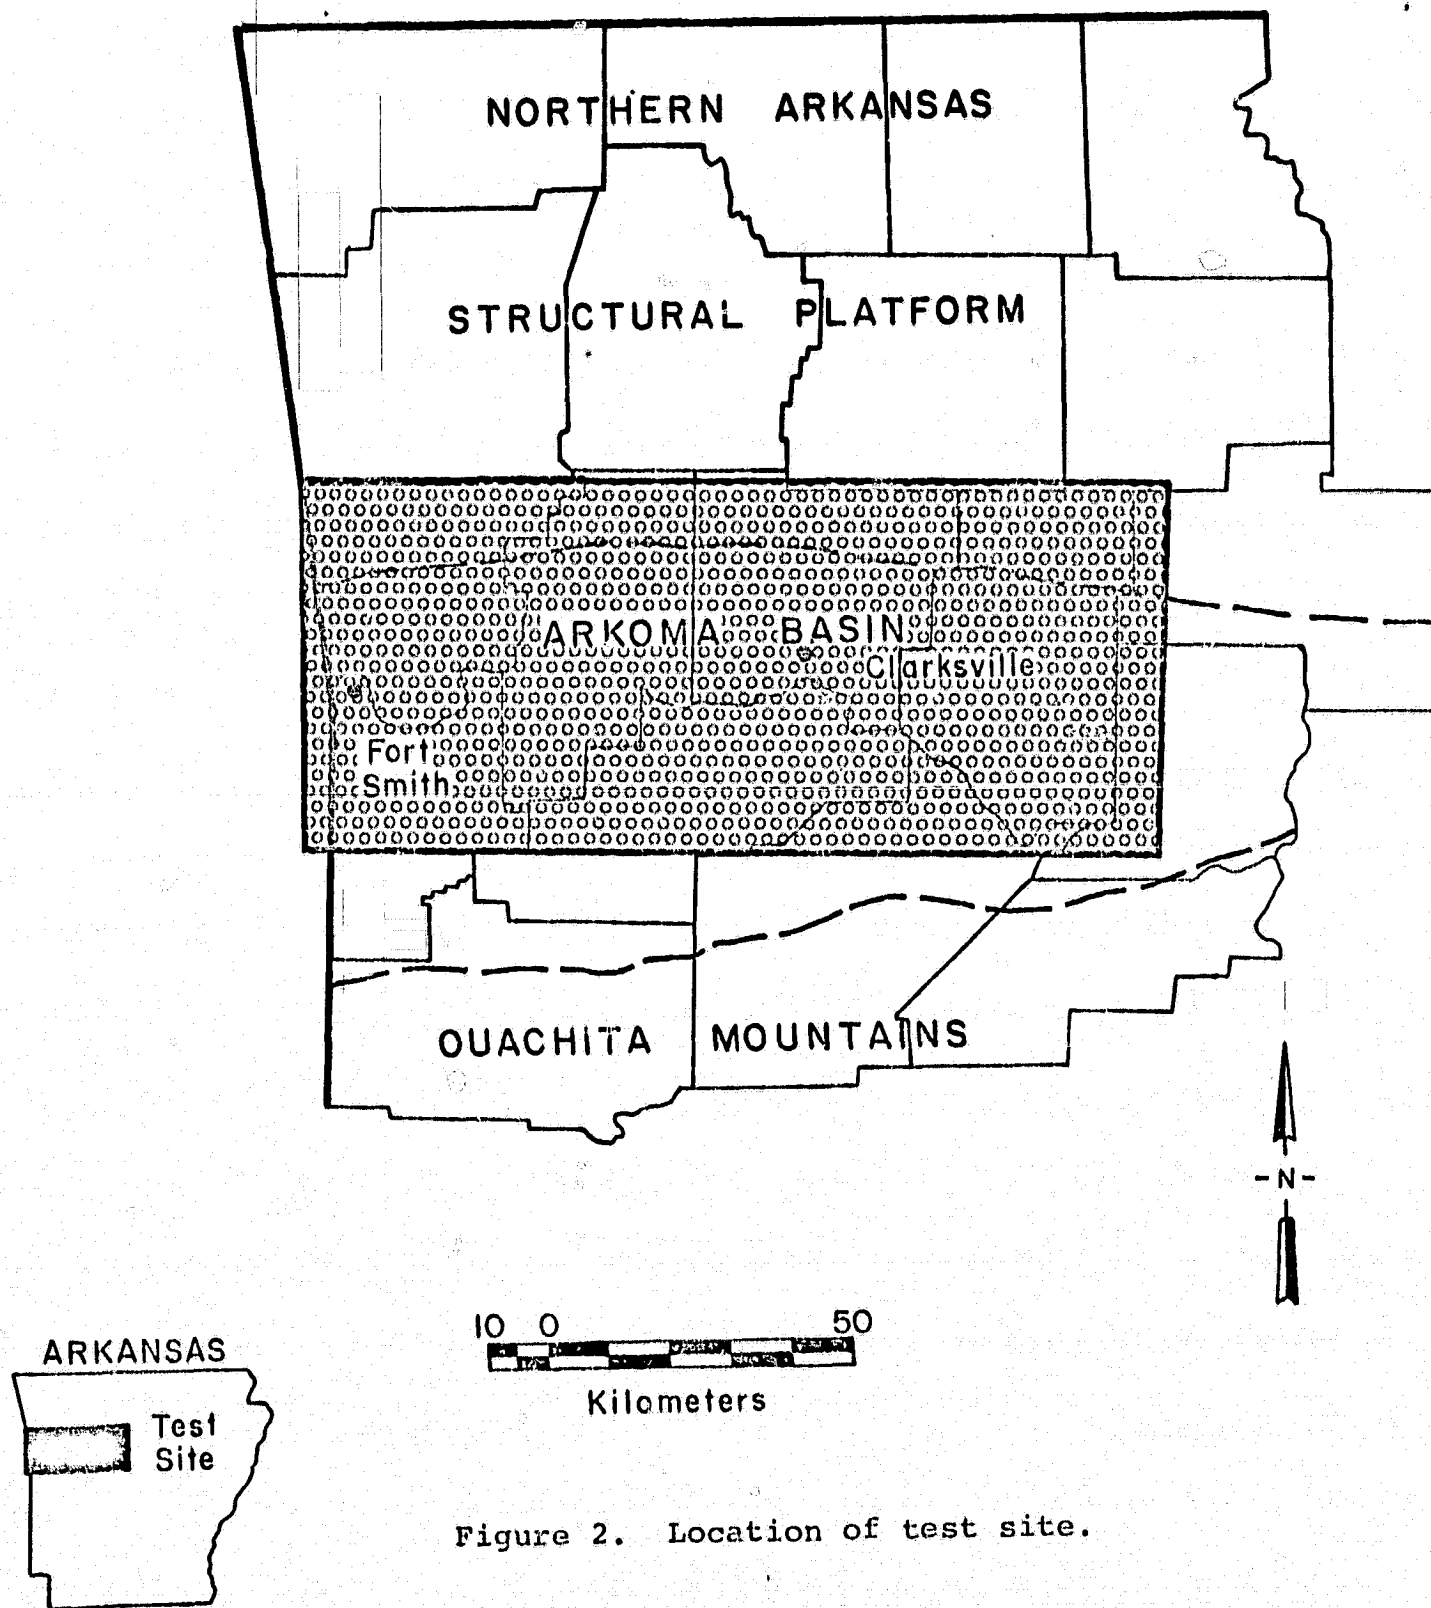 NORTHERN ARKANSAS
STRUCTURAL PLATFORM
ARKOMA BASIN
Clarksville
Fort
Smith
OUACHITA MOUNTAINS
-N-
10 0 50
Kilometers
ARKANSAS
Test
Site
Figure 2. Location of test site.